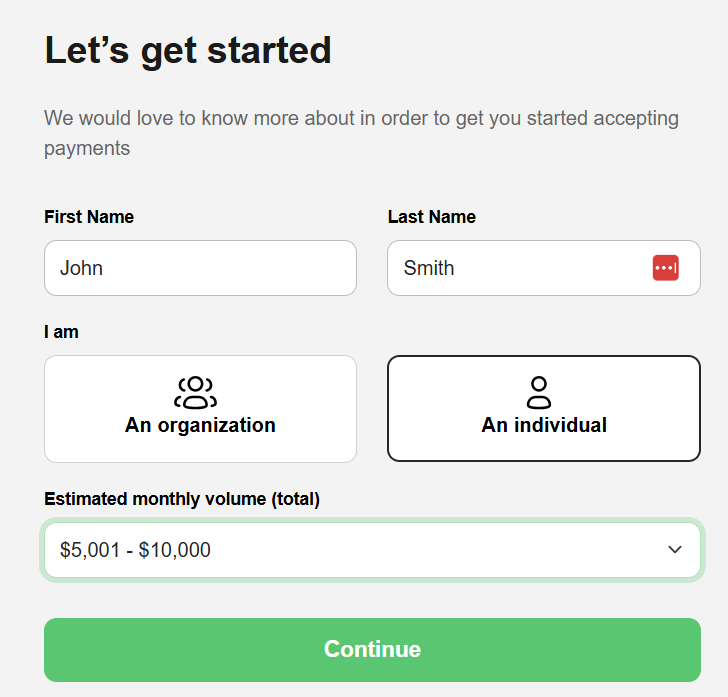 Let’s get started
We would love to know more about in order to get you started accepting
payments
First Name
Last Name
John
Smith
I am
An organization
An individual
Estimated monthly volume (total)
$5,001 - $10,000
Continue